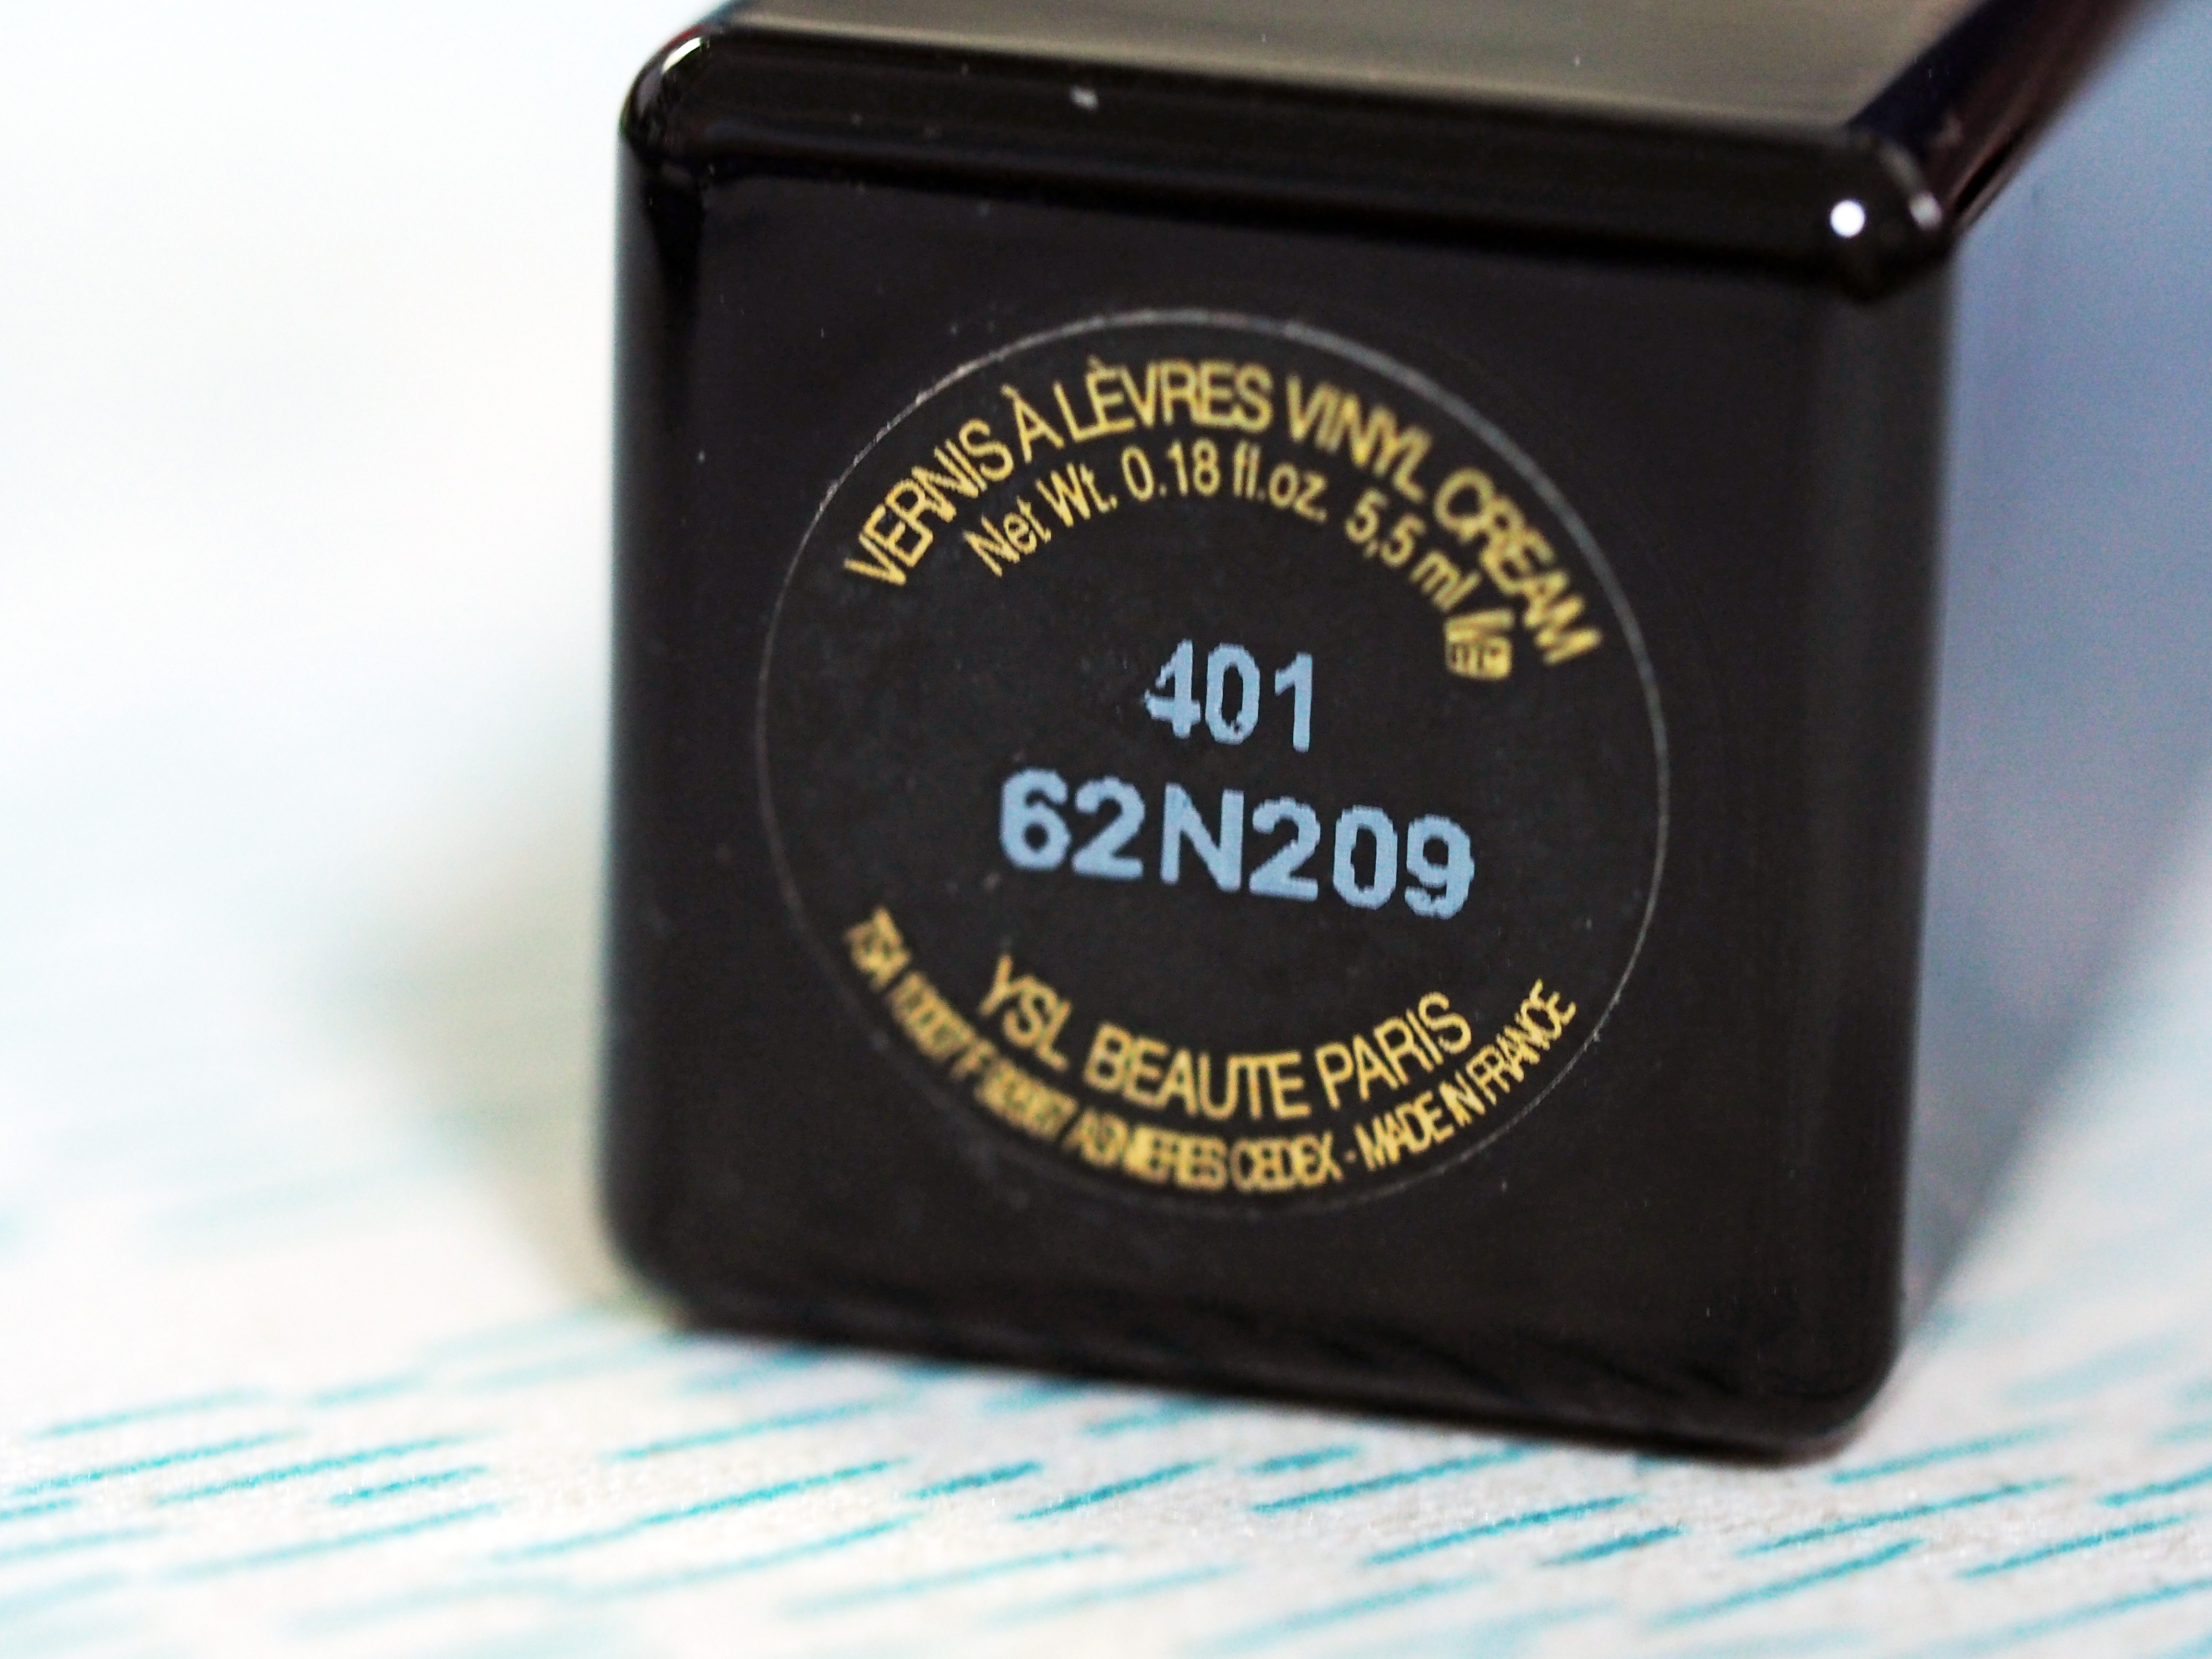 VERNIS À LÈVRES VINYL CREAM
Net Wt. 0.18 fl.oz. 5,5 ml
401
62N209
YSL BEAUTE PARIS
TSA ASNIERES CEDEX - MADE IN FRANCE